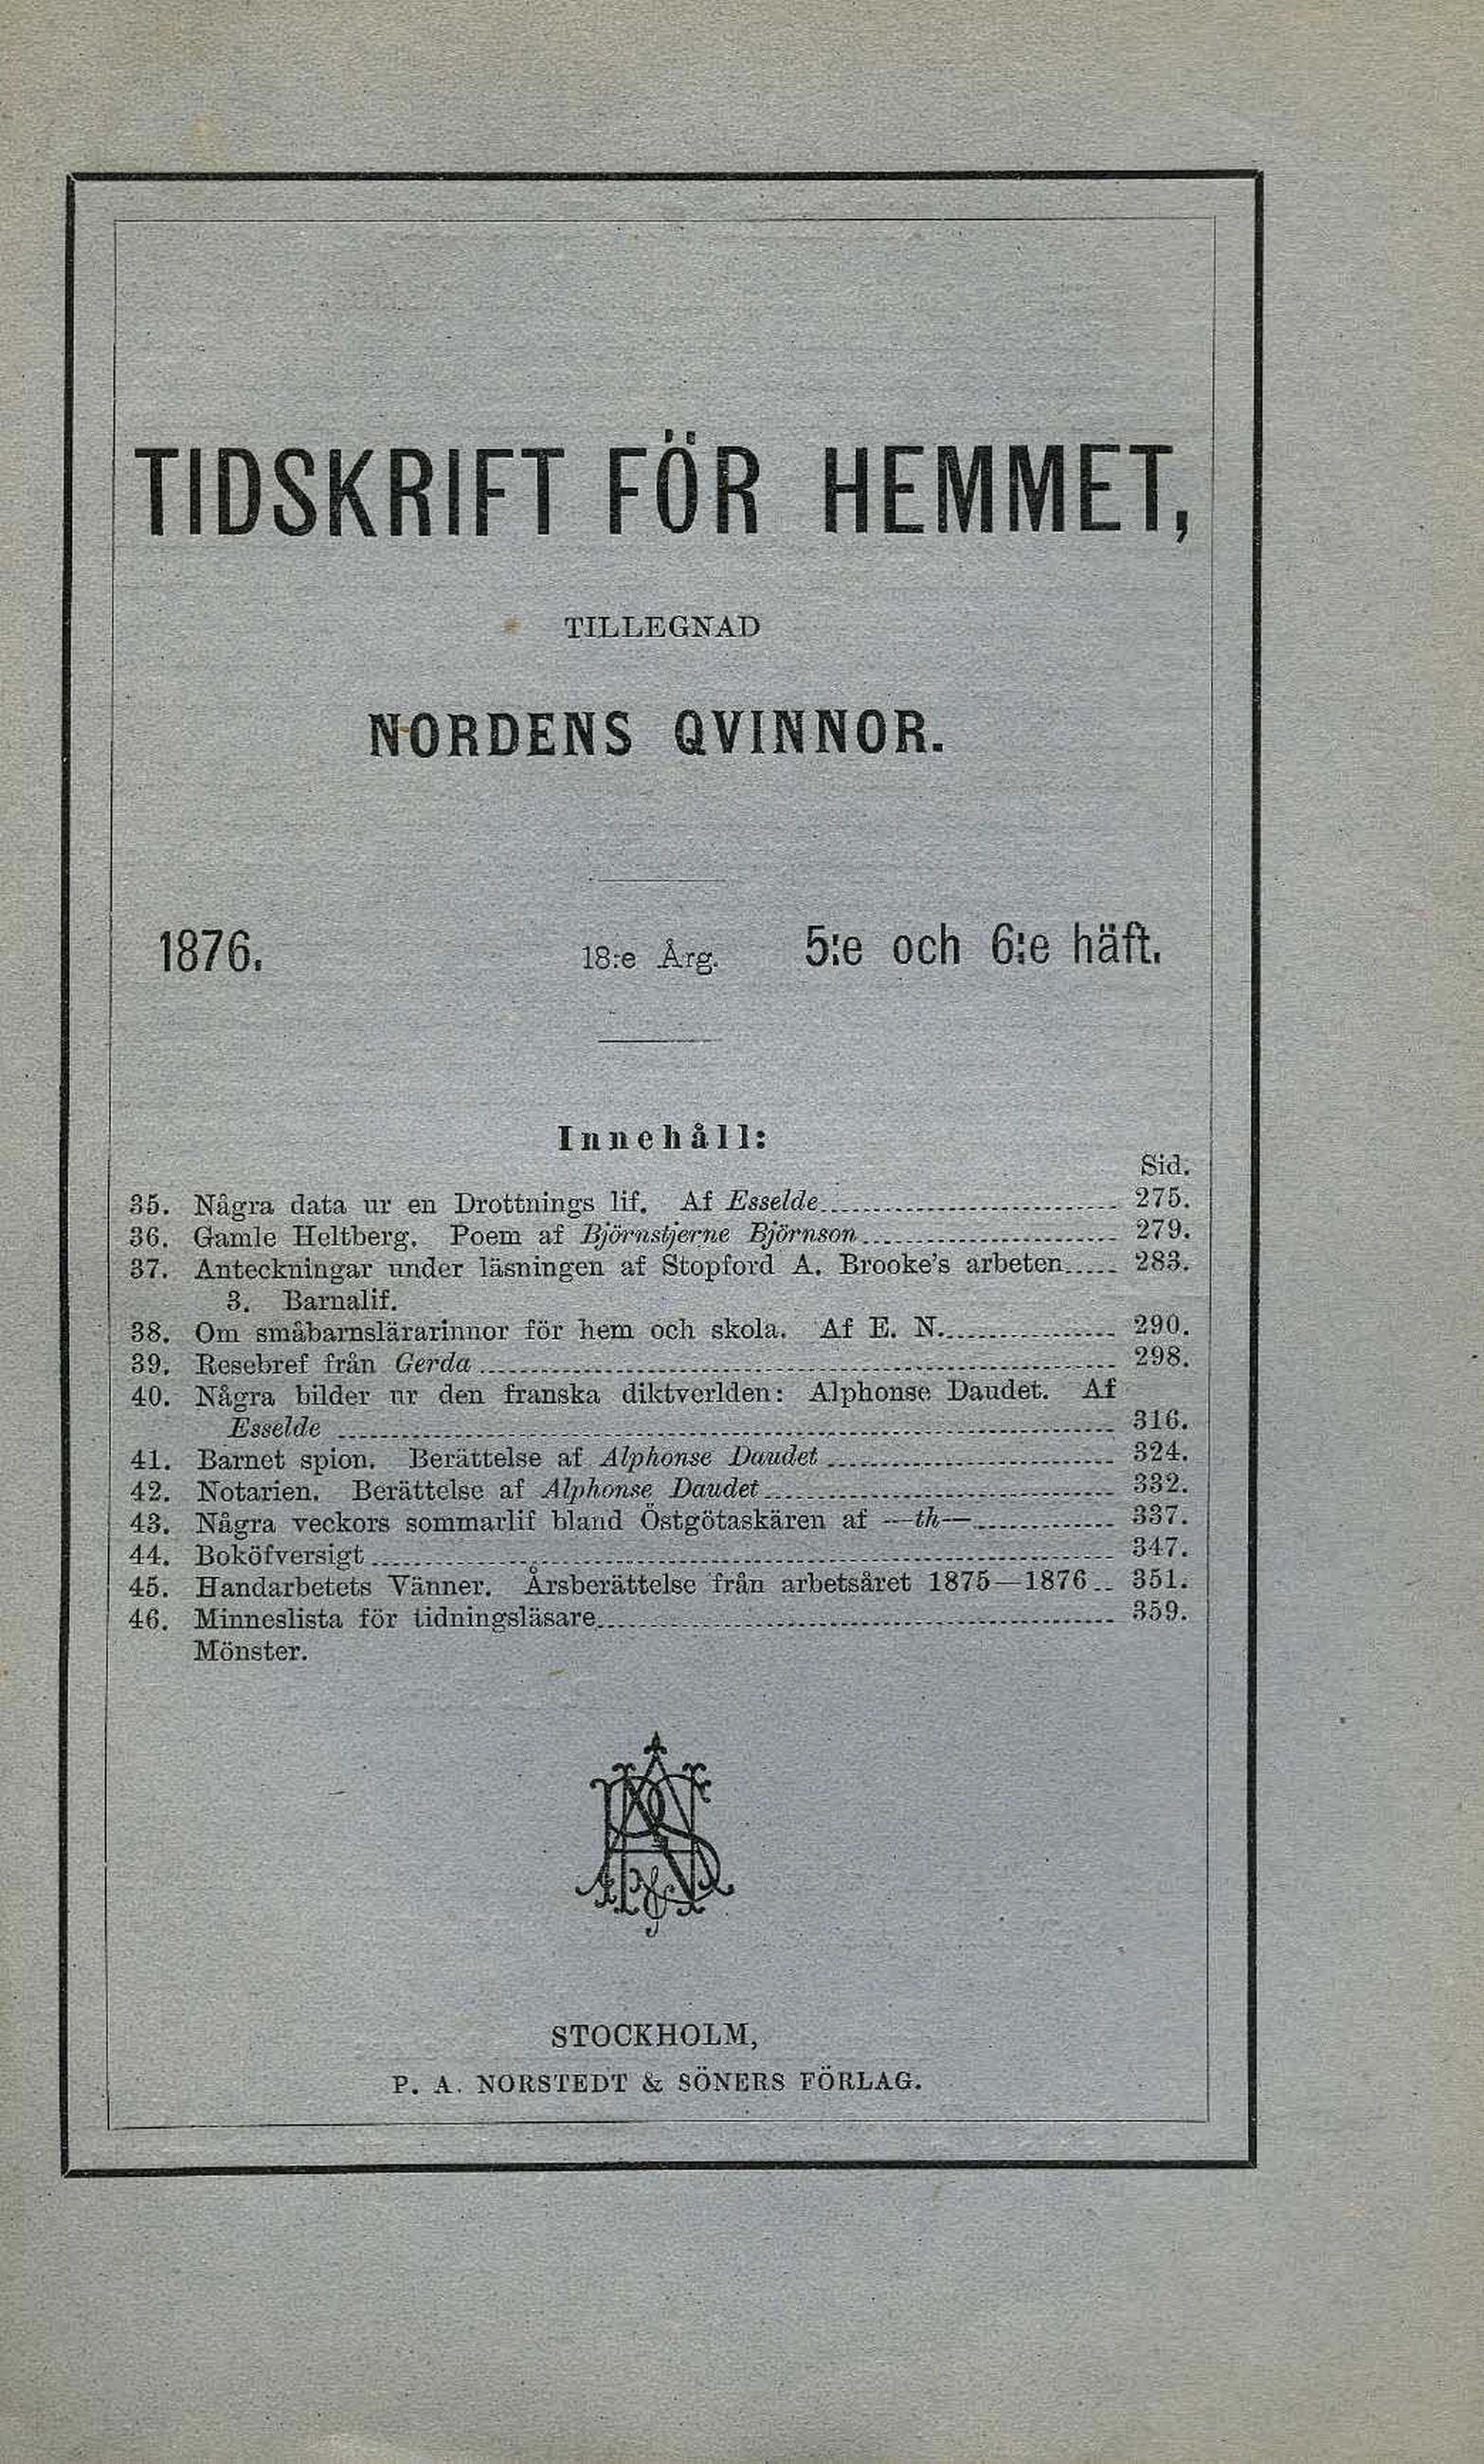 TIDSKRIFT FÖR HEMMET,
TILLEGNAD
NORDENS QVINNOR.
1876. 18:e Årg. 5:e och 6:e häft.
Innehåll:
Sid.
35. Några data ur en Drottnings lif. Af Esselde 275.
36. Gamle Heltberg. Poem af Björnstjerne Björnson 279.
37. Anteckningar under läsningen af Stopford A. Brooke's arbeten 283.
3. Barnalif.
38. Om småbarnslärarinnor för hem och skola. Af E. N. 290.
39. Resebref från Gerda 298.
40. Några bilder ur den franska diktverlden: Alphonse Daudet. Af
Esselde 316.
41. Barnet spion. Berättelse af Alphonse Daudet 324.
42. Notarien. Berättelse af Alphonse Daudet 332.
43. Några veckors sommarlif bland Östgötaskären af —th— 337.
44. Boköfversigt 347.
45. Handarbetets Vänner. Årsberättelse från arbetsåret 1875—1876 351.
46. Minneslista för tidningsläsare 359.
Mönster.
STOCKHOLM,
P. A. NORSTEDT & SÖNERS FÖRLAG.